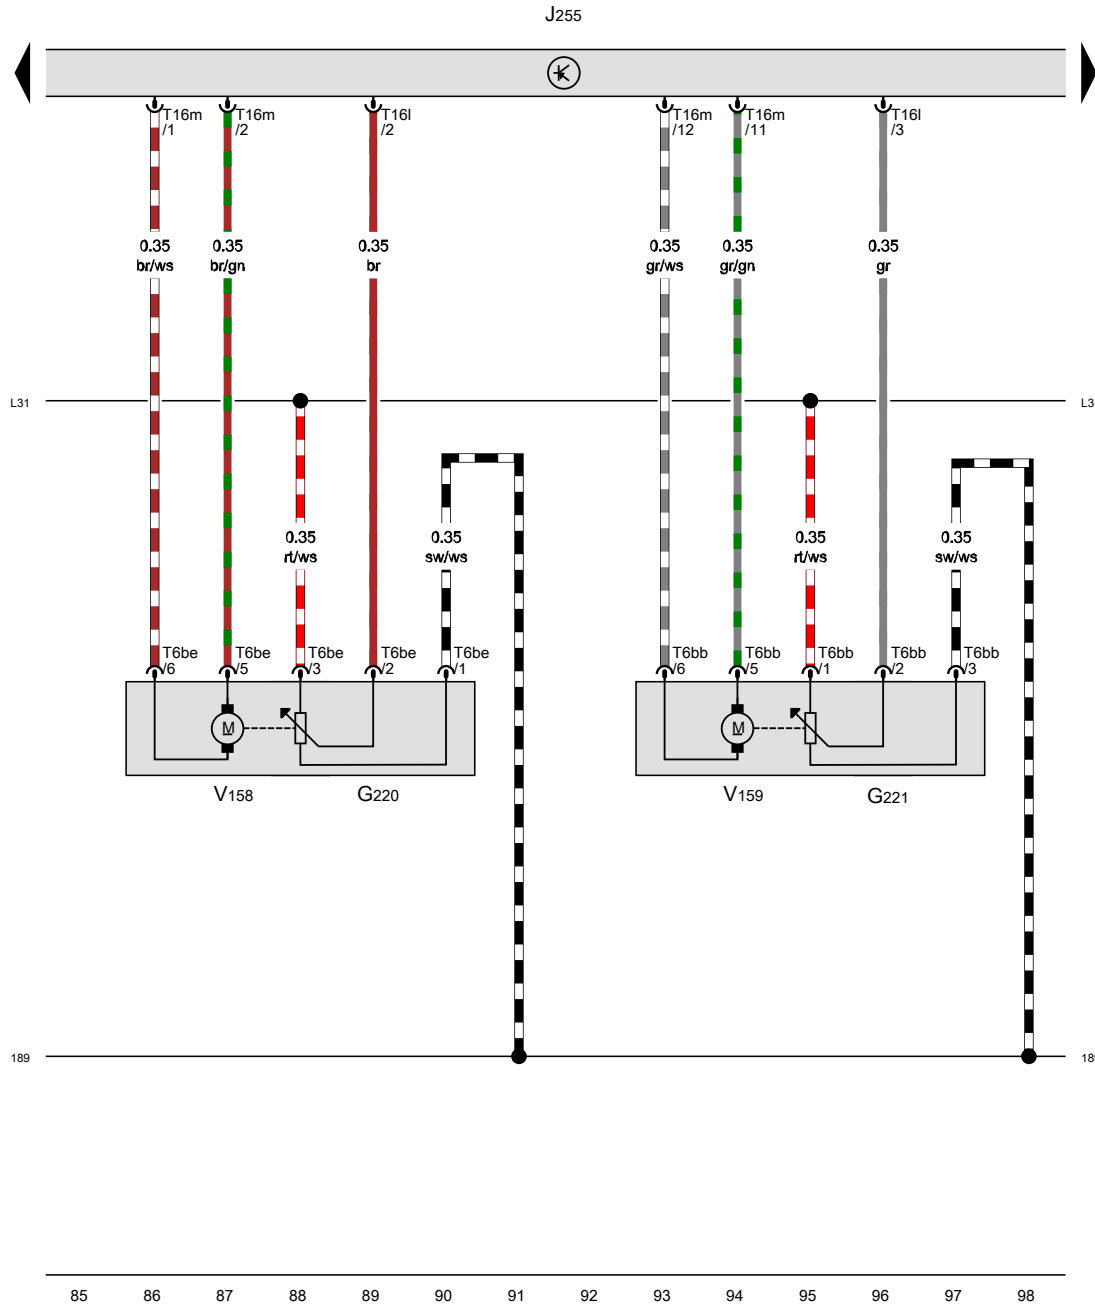 J255
T16m
/1
T16m
/2
T16l
/2
T16m
/12
T16m
/11
T16l
/3
0.35
br/ws
0.35
br/gn
0.35
br
0.35
gr/ws
0.35
gr/gn
0.35
gr
L31
L3
0.35
rt/ws
0.35
sw/ws
0.35
rt/ws
0.35
sw/ws
T6be
/6
T6be
/5
T6be
/3
T6be
/2
T6be
/1
T6bb
/6
T6bb
/5
T6bb
/1
T6bb
/2
T6bb
/3
M
M
V158
G220
V159
G221
189
189
85 86 87 88 89 90 91 92 93 94 95 96 97 98